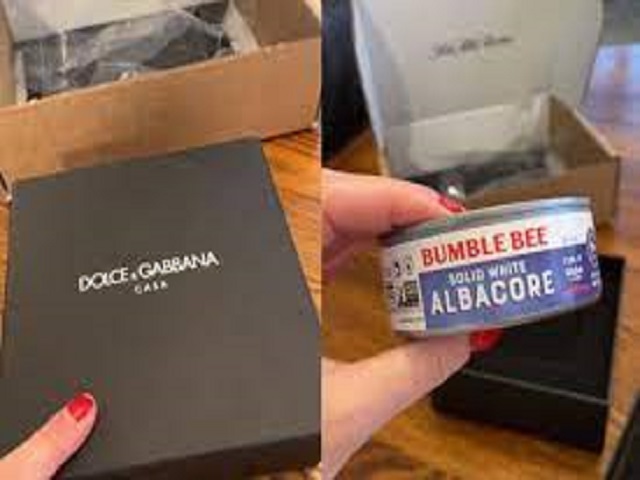 DOLCE & GABBANA
CASA
BUMBLE BEE
SOLID WHITE
ALBACORE